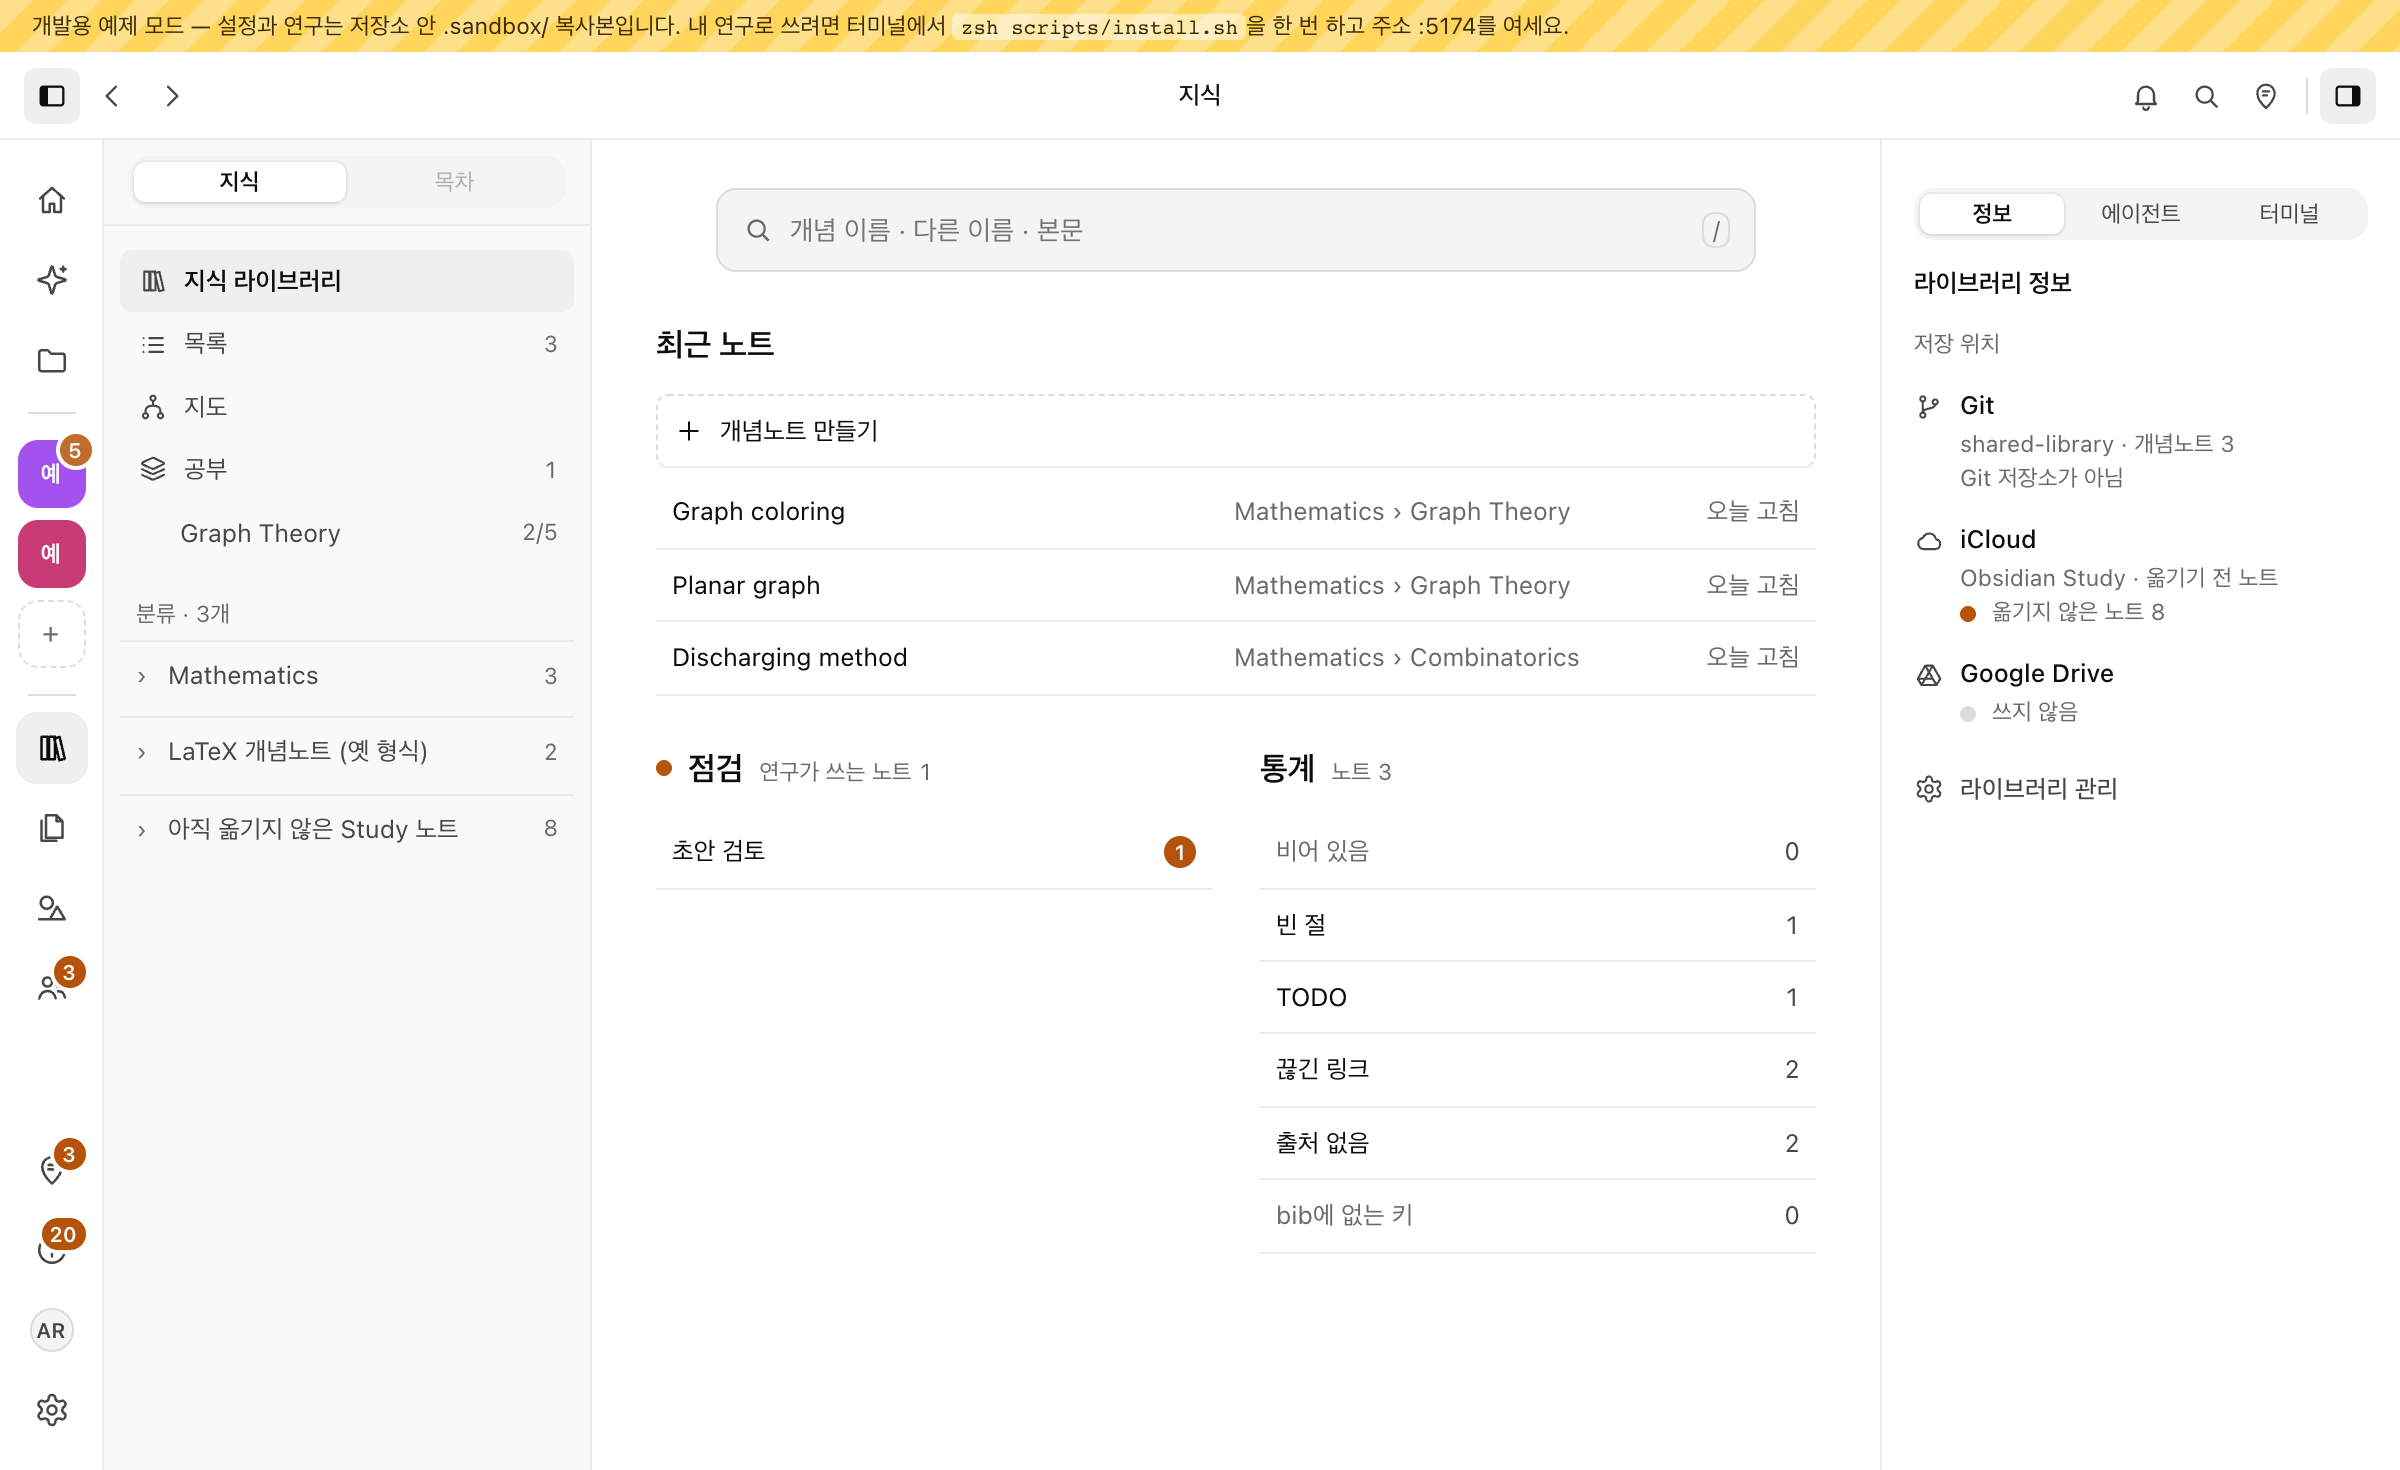 개발용 예제 모드 — 설정과 연구는 저장소 안 .sandbox/ 복사본입니다. 내 연구로 쓰려면 터미널에서 zsh scripts/install.sh을 한 번 하고 주소 :5174를 여세요.
지식
지식
목차
지식 라이브러리
목록 3
지도
공부 1
Graph Theory 2/5
분류 · 3개
› Mathematics 3
› LaTeX 개념노트 (옛 형식) 2
› 아직 옮기지 않은 Study 노트 8
예 5
예
+
3
3
20
AR
개념 이름 · 다른 이름 · 본문 /
최근 노트
+ 개념노트 만들기
Graph coloring Mathematics › Graph Theory 오늘 고침
Planar graph Mathematics › Graph Theory 오늘 고침
Discharging method Mathematics › Combinatorics 오늘 고침
점검 연구가 쓰는 노트 1
초안 검토 1
통계 노트 3
비어 있음 0
빈 절 1
TODO 1
끊긴 링크 2
출처 없음 2
bib에 없는 키 0
정보 에이전트 터미널
라이브러리 정보
저장 위치
Git
shared-library · 개념노트 3
Git 저장소가 아님
iCloud
Obsidian Study · 옮기기 전 노트
옮기지 않은 노트 8
Google Drive
쓰지 않음
라이브러리 관리